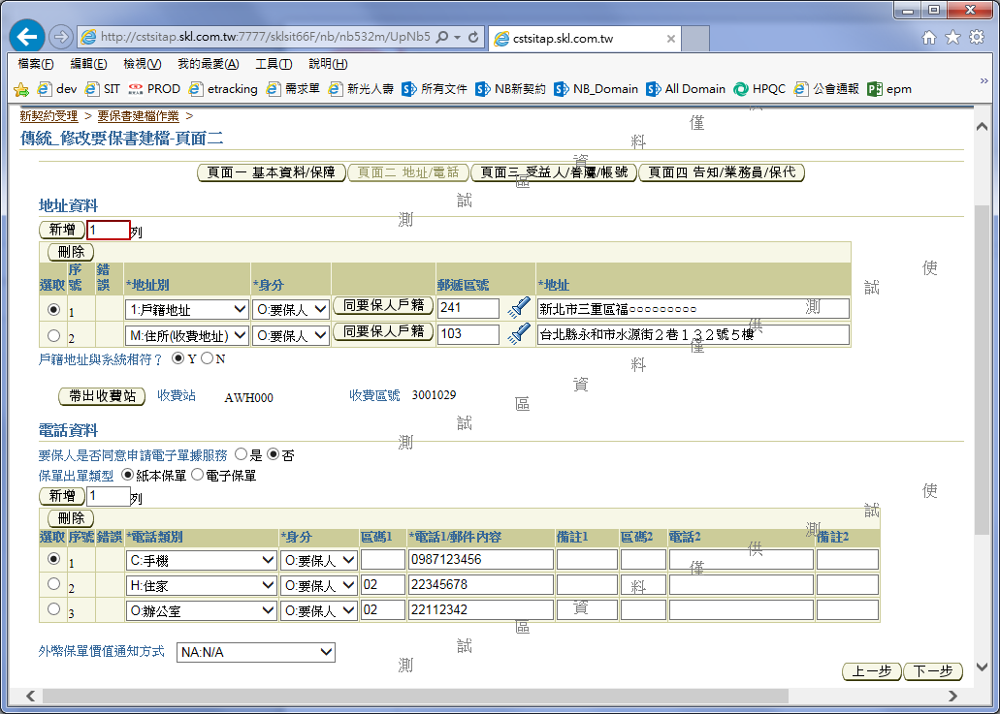 http://cstsitap.skl.com.tw:7777/sklsit66F/nb/nb532m/UpNb5
cstsitap.skl.com.tw
檔案(F) 編輯(E) 檢視(V) 我的最愛(A) 工具(T) 說明(H)
dev SIT PROD etracking 需求單 新光人壽 所有文件 NB新契約 NB_Domain All Domain HPQC 公會通報 epm
新契約受理 > 要保書建檔作業 >
傳統_修改要保書建檔-頁面二
頁面一 基本資料/保障 頁面二 地址/電話 頁面三 受益人/眷屬/帳號 頁面四 告知/業務員/保代
地址資料
新增 1 列
刪除
選取 序號 錯誤 *地址別 *身分 郵遞區號 *地址
1 1:戶籍地址 O:要保人 同要保人戶籍 241 新北市三重區福○○○○○○○○○
2 M:住所(收費地址) O:要保人 同要保人戶籍 103 台北縣永和市水源街２巷１３２號５樓
戶籍地址與系統相符？ Y N
帶出收費站 收費站 AWH000 收費區號 3001029
電話資料
要保人是否同意申請電子單據服務 是 否
保單出單類型 紙本保單 電子保單
新增 1 列
刪除
選取 序號 錯誤 *電話類別 *身分 區碼1 *電話1/郵件內容 備註1 區碼2 電話2 備註2
1 C:手機 O:要保人 0987123456
2 H:住家 O:要保人 02 22345678
3 O:辦公室 O:要保人 02 22112342
外幣保單價值通知方式 NA:N/A
上一步 下一步
測 試 區 資 料 僅 供 測 試 使
測 試 區 資 料 僅 供 測 試 使
測 試 區